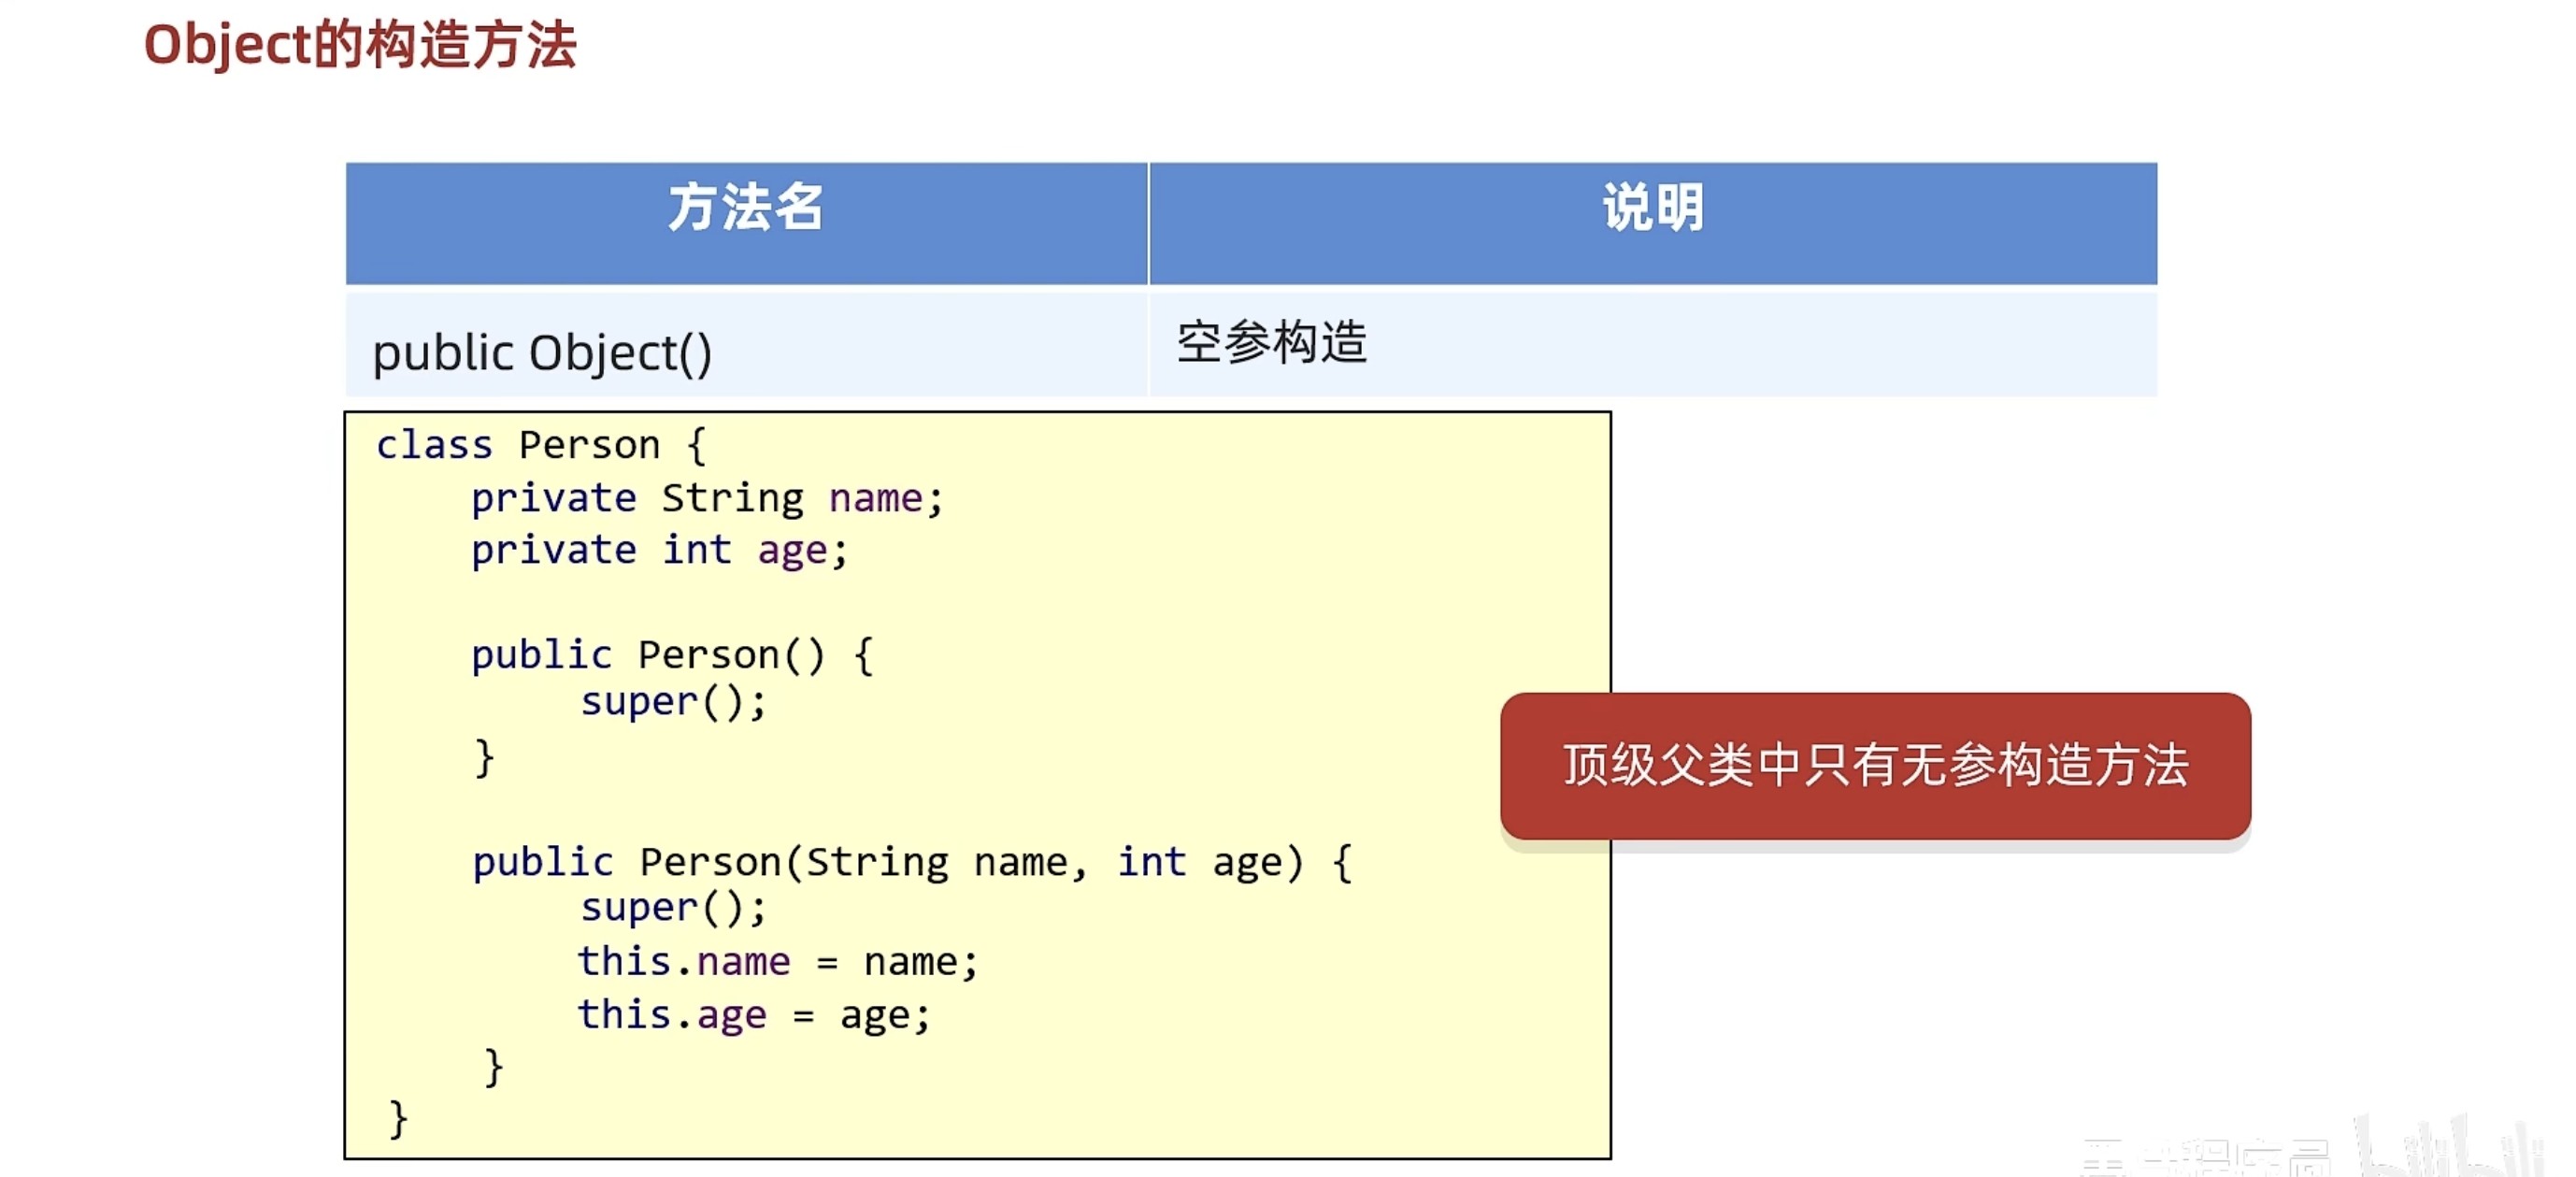 Object的构造方法
方法名 说明
public Object() 空参构造
class Person {
private String name;
private int age;
public Person() {
super();
}
public Person(String name, int age) {
super();
this.name = name;
this.age = age;
}
}
顶级父类中只有无参构造方法